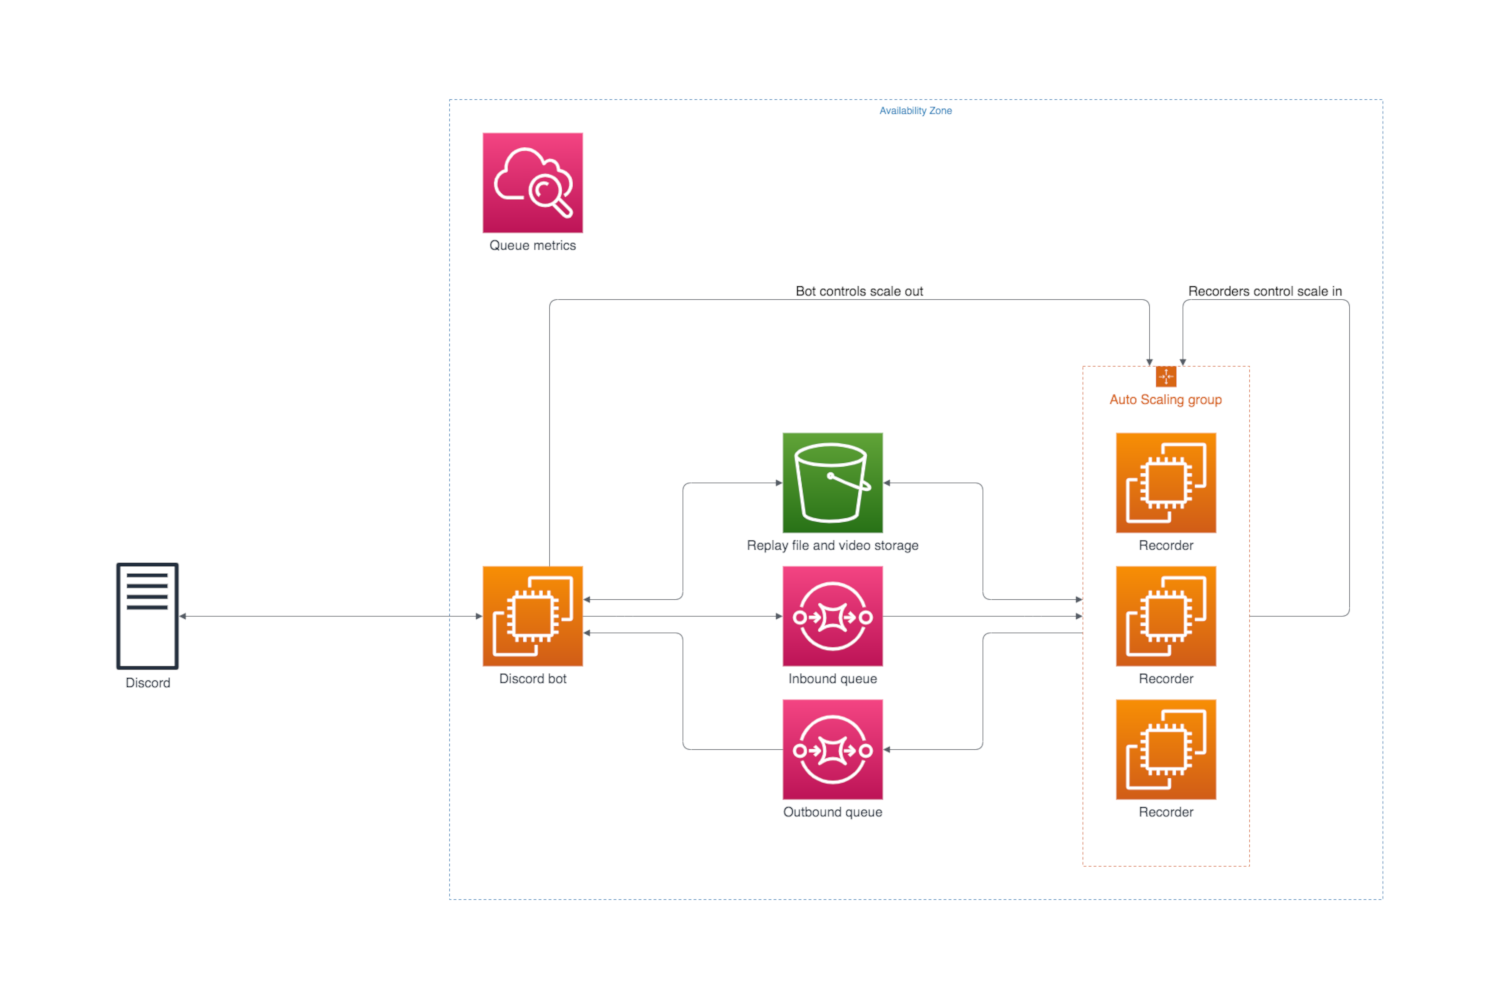 Availability Zone
Queue metrics
Bot controls scale out
Recorders control scale in
Auto Scaling group
Replay file and video storage
Recorder
Discord
Discord bot
Inbound queue
Recorder
Outbound queue
Recorder